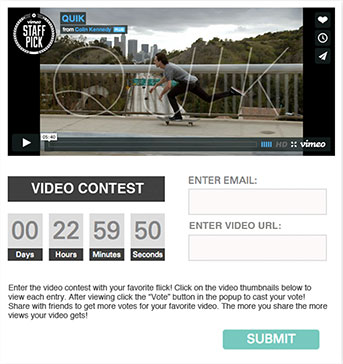 vimeo
STAFF
PICK
QUIK
from Colin Kennedy PLUS
Quik
05:40
HD vimeo
VIDEO CONTEST
00 22 59 50
Days Hours Minutes Seconds
ENTER EMAIL:
ENTER VIDEO URL:
Enter the video contest with your favorite flick! Click on the video thumbnails below to
view each entry. After viewing click the "Vote" button in the popup to cast your vote!
Share with friends to get more votes for your favorite video. The more you share the more
views your video gets!
SUBMIT